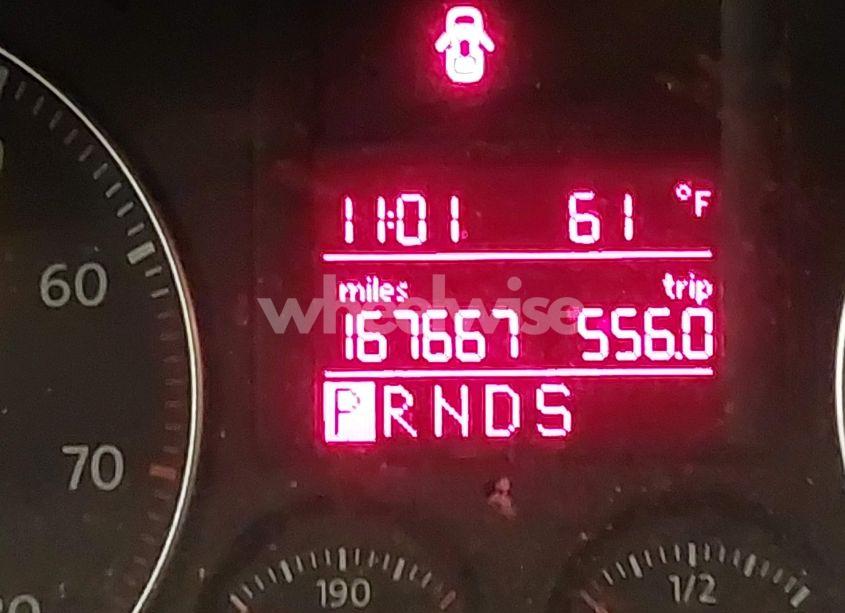 11:01 61 °F
miles trip
167667 556.0
P R N D S
60
70
190
1/2
wheelwise